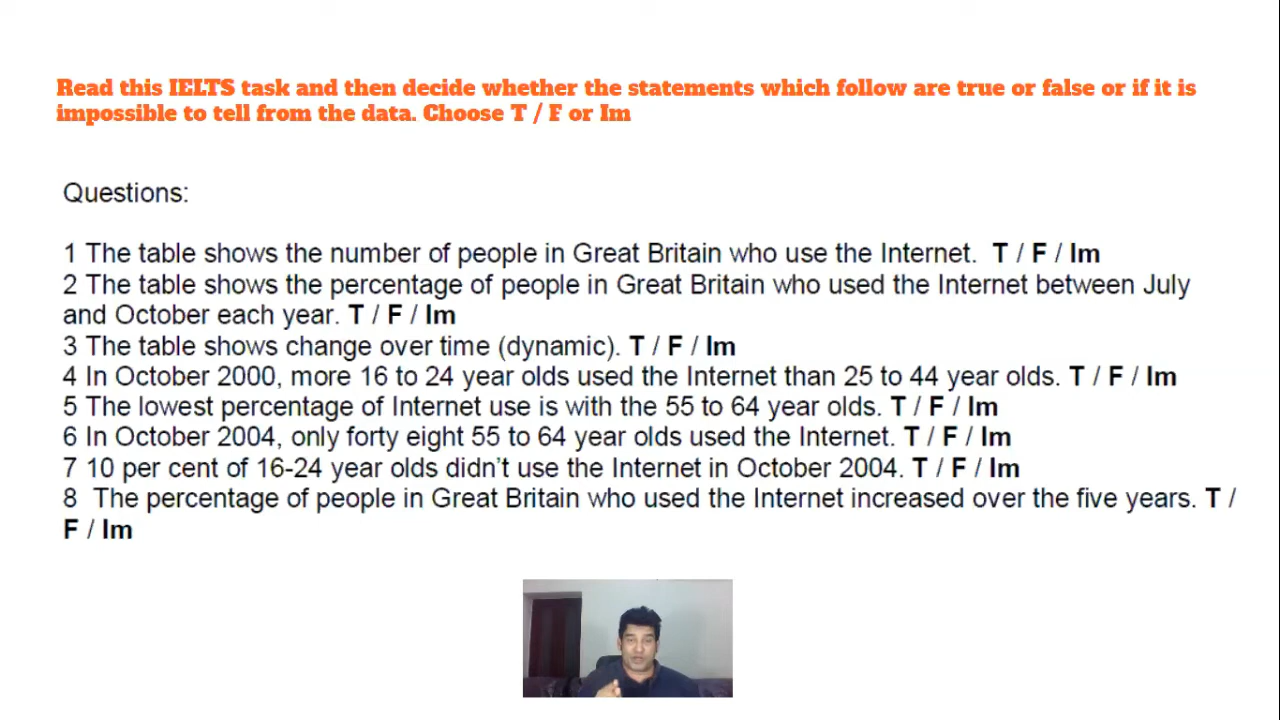 Read this IELTS task and then decide whether the statements which follow are true or false or if it is
impossible to tell from the data. Choose T / F or Im
Questions:
1 The table shows the number of people in Great Britain who use the Internet. T / F / Im
2 The table shows the percentage of people in Great Britain who used the Internet between July
and October each year. T / F / Im
3 The table shows change over time (dynamic). T / F / Im
4 In October 2000, more 16 to 24 year olds used the Internet than 25 to 44 year olds. T / F / Im
5 The lowest percentage of Internet use is with the 55 to 64 year olds. T / F / Im
6 In October 2004, only forty eight 55 to 64 year olds used the Internet. T / F / Im
7 10 per cent of 16-24 year olds didn't use the Internet in October 2004. T / F / Im
8 The percentage of people in Great Britain who used the Internet increased over the five years. T /
F / Im